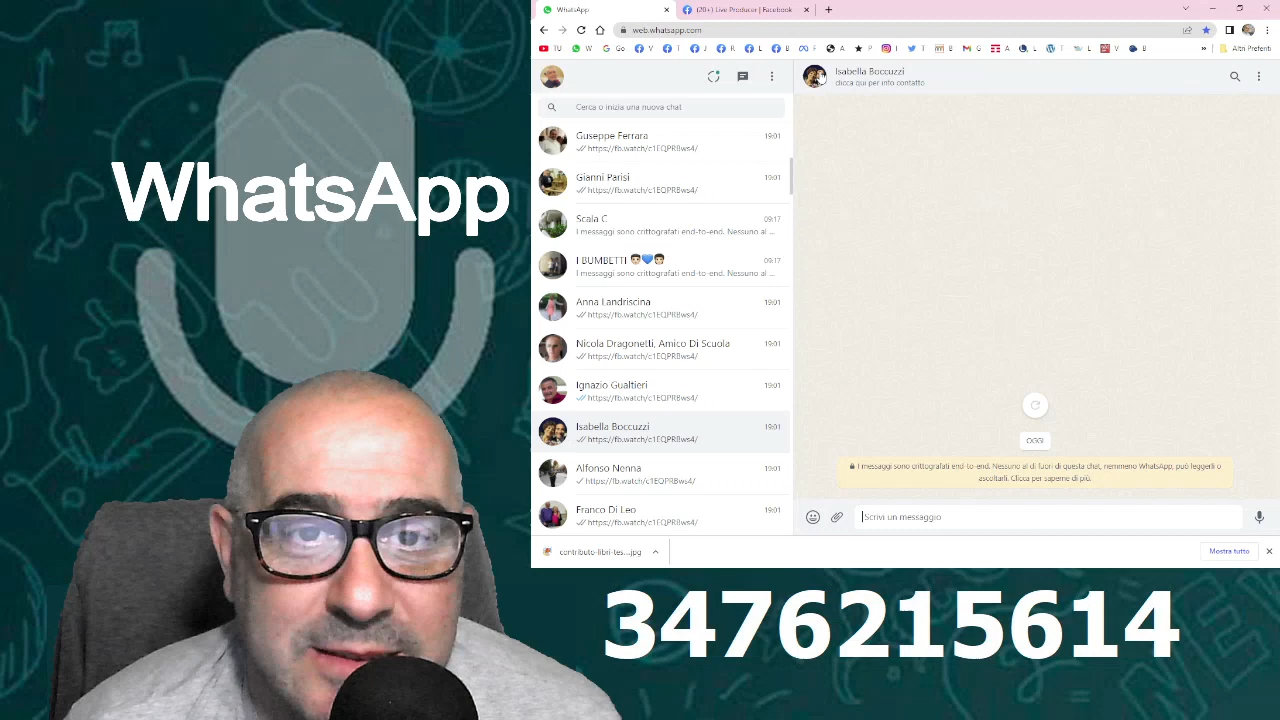 WhatsApp
WhatsApp
(20+) Live Producer | Facebook
web.whatsapp.com
TU
W
Go
V
T
J
R
L
B
F
A
P
I
T
B
G
A
L
T
L
V
B
Altri Preferiti
Isabella Boccuzzi
clicca qui per info contatto
Cerca o inizia una nuova chat
Guseppe Ferrara 19:01
https://fb.watch/c1EQPRBws4/
Gianni Parisi 19:01
https://fb.watch/c1EQPRBws4/
Scala C 09:17
I messaggi sono crittografati end-to-end. Nessuno al ...
I BUMBETTI 👨🏻💙👨🏻 09:17
I messaggi sono crittografati end-to-end. Nessuno al ...
Anna Landriscina 19:01
https://fb.watch/c1EQPRBws4/
Nicola Dragonetti, Amico Di Scuola 19:01
https://fb.watch/c1EQPRBws4/
Ignazio Gualtieri 19:01
https://fb.watch/c1EQPRBws4/
Isabella Boccuzzi 19:01
https://fb.watch/c1EQPRBws4/
Alfonso Nenna 19:01
https://fb.watch/c1EQPRBws4/
Franco Di Leo 19:01
https://fb.watch/c1EQPRBws4/
OGGI
I messaggi sono crittografati end-to-end. Nessuno al di fuori di questa chat, nemmeno WhatsApp, può leggerli o
ascoltarli. Clicca per saperne di più.
Scrivi un messaggio
contributo-libri-tes....jpg
Mostra tutto
3476215614